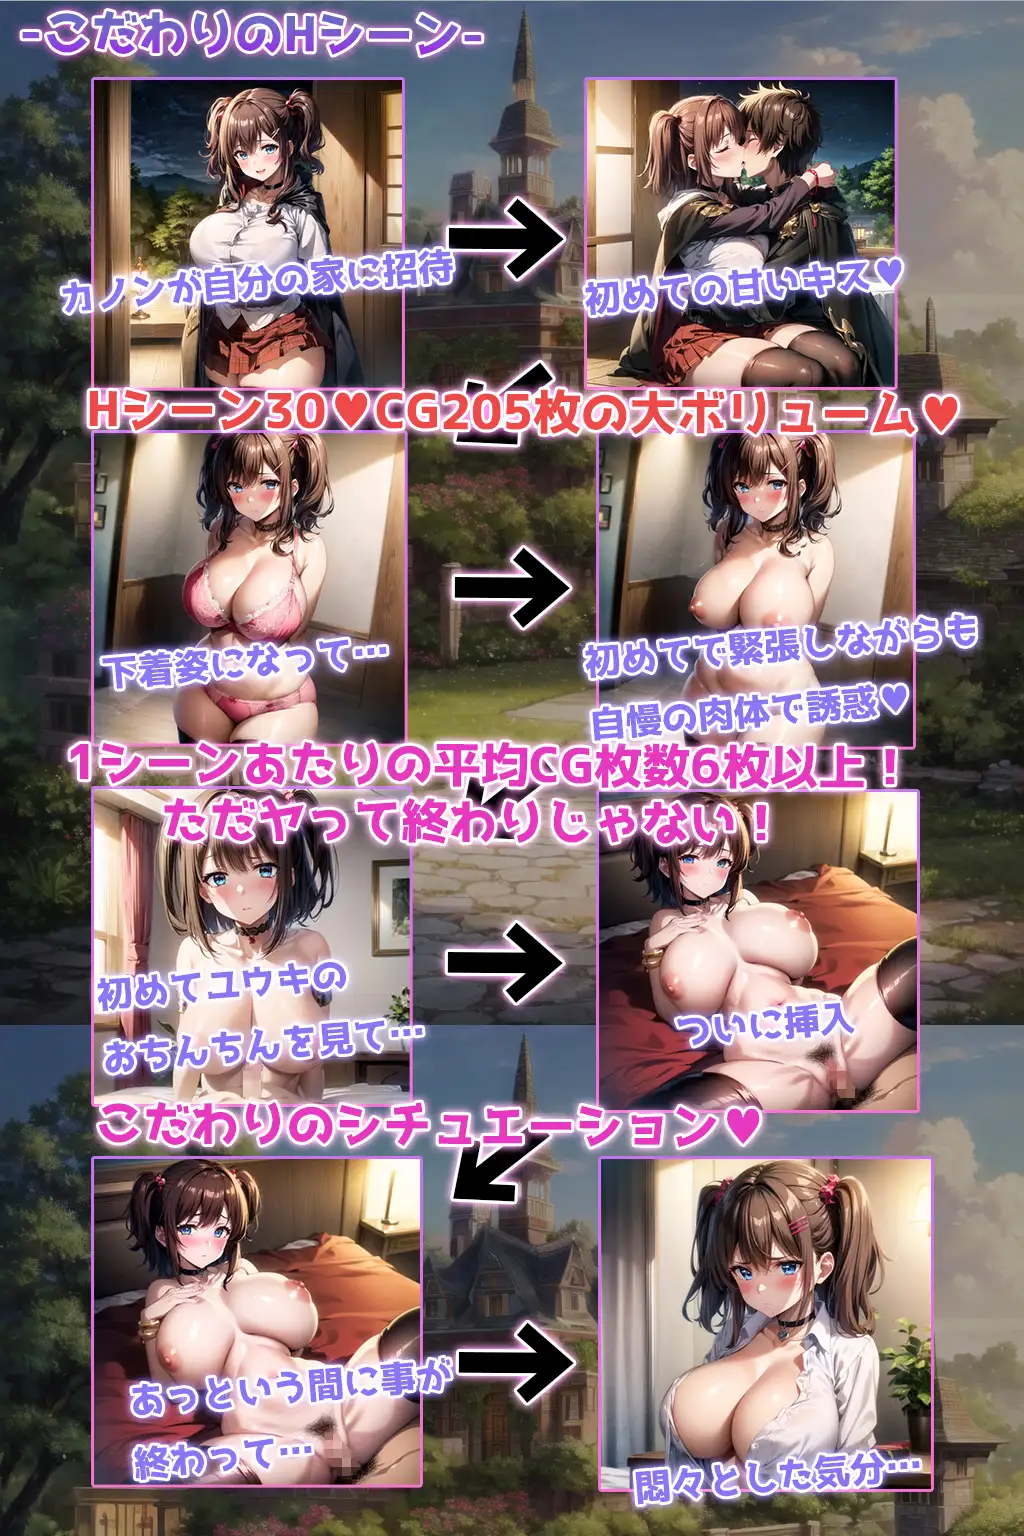 -こだわりのHシーン-
カノンが自分の家に招待
初めての甘いキス♥
Hシーン30♥CG205枚の大ボリューム♥
下着姿になって…
初めてで緊張しながらも
自慢の肉体で誘惑♥
1シーンあたりの平均CG枚数6枚以上！
ただヤって終わりじゃない！
初めてユウキの
おちんちんを見て…
ついに挿入
こだわりのシチュエーション♥
あっという間に事が
終わって…
悶々とした気分…